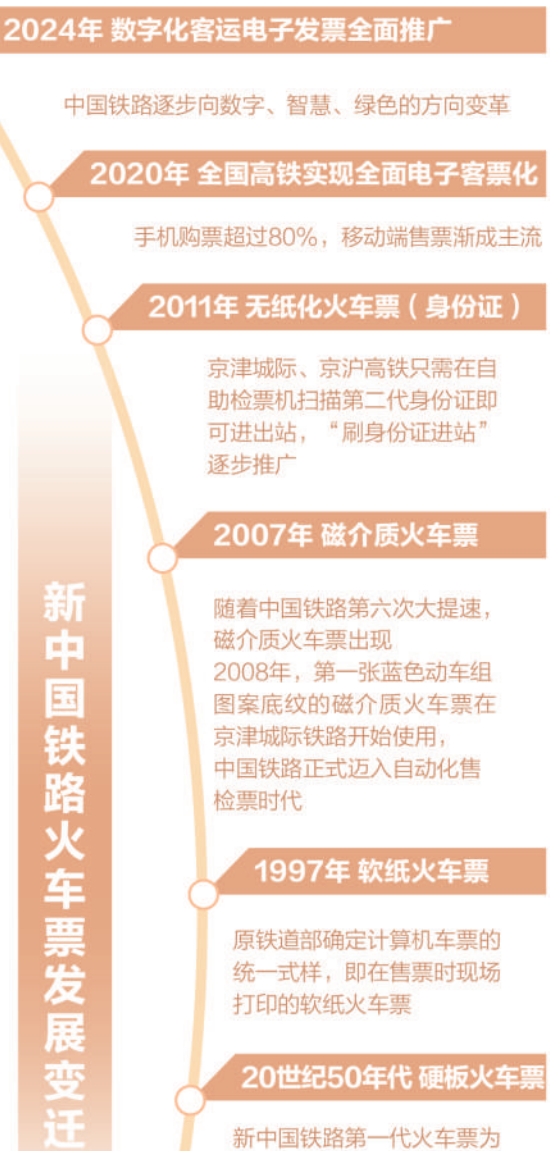 2024年 数字化客运电子发票全面推广
中国铁路逐步向数字、智慧、绿色的方向变革
2020年 全国高铁实现全面电子客票化
手机购票超过80%，移动端售票渐成主流
2011年 无纸化火车票（身份证）
京津城际、京沪高铁只需在自
助检票机扫描第二代身份证即
可进出站，“刷身份证进站”
逐步推广
2007年 磁介质火车票
随着中国铁路第六次大提速，
磁介质火车票出现
2008年，第一张蓝色动车组
图案底纹的磁介质火车票在
京津城际铁路开始使用，
中国铁路正式迈入自动化售
检票时代
1997年 软纸火车票
原铁道部确定计算机车票的
统一式样，即在售票时现场
打印的软纸火车票
20世纪50年代 硬板火车票
新中国铁路第一代火车票为
新中国铁路火车票发展变迁